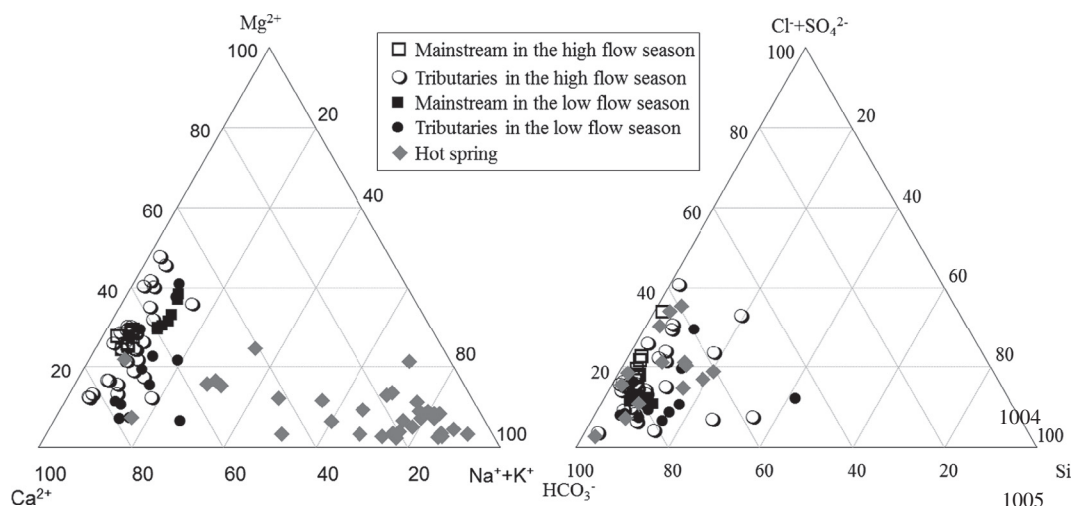 Mg²⁺
Cl⁻+SO₄²⁻
100
100
Mainstream in the high flow season
Tributaries in the high flow season
Mainstream in the low flow season
Tributaries in the low flow season
Hot spring
80
20
80
20
60
40
60
40
40
60
40
60
20
80
20
80
100
80
60
40
20
100
100
80
60
40
20
1004
100
Ca²⁺
Na⁺+K⁺
HCO₃⁻
Si
1005